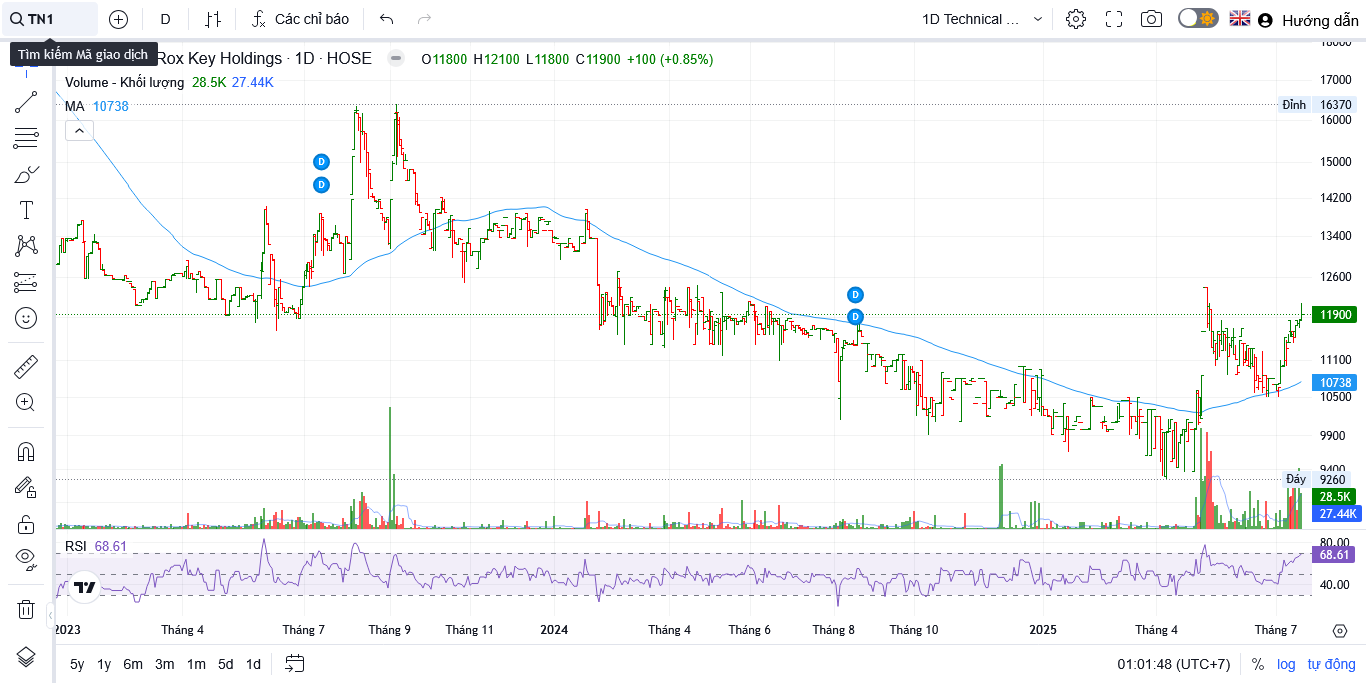 TN1
D
Các chỉ báo
1D Technical ...
Hướng dẫn
Tìm kiếm Mã giao dịch
Rox Key Holdings · 1D · HOSE
O11800 H12100 L11800 C11900 +100 (+0.85%)
Volume - Khối lượng 28.5K 27.44K
MA 10738
D
D
D
D
18000
17000
Đỉnh 16370
16000
15000
14200
13400
12600
11900
11100
10738
10500
9900
9400
Đáy 9260
28.5K
27.44K
RSI 68.61
80.00
68.61
40.00
2023
Tháng 4
Tháng 7
Tháng 9
Tháng 11
2024
Tháng 4
Tháng 6
Tháng 8
Tháng 10
2025
Tháng 4
Tháng 7
5y 1y 6m 3m 1m 5d 1d
01:01:48 (UTC+7)
% log tự động